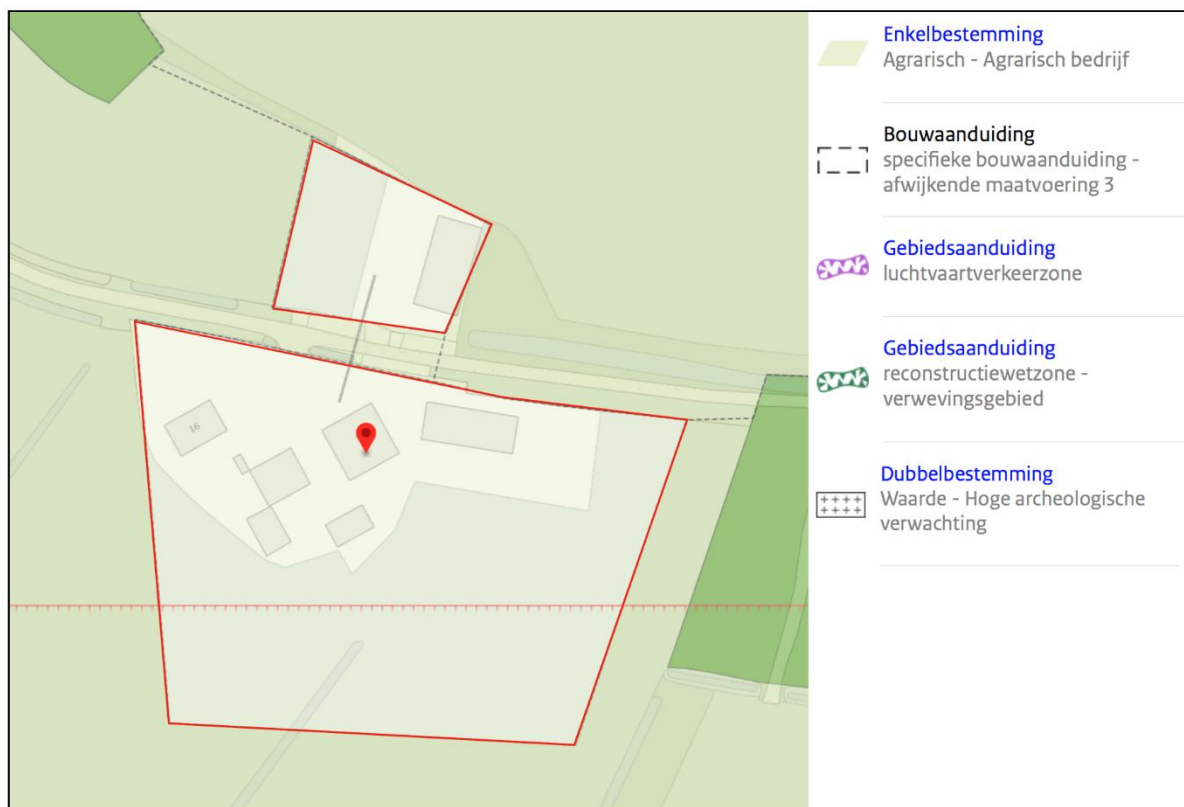 Enkelbestemming
Agrarisch - Agrarisch bedrijf
Bouwaanduiding
specifieke bouwaanduiding -
afwijkende maatvoering 3
Gebiedsaanduiding
luchtvaartverkeerzone
Gebiedsaanduiding
reconstructiewetzone -
verwevingsgebied
Dubbelbestemming
Waarde - Hoge archeologische
verwachting
16